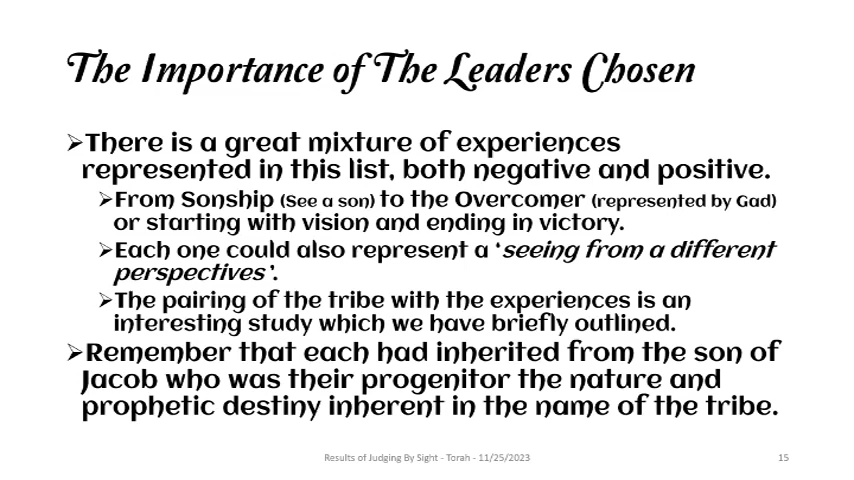 The Importance of The Leaders Chosen
➢There is a great mixture of experiences
represented in this list, both negative and positive.
➢From Sonship (See a son) to the Overcomer (represented by Gad)
or starting with vision and ending in victory.
➢Each one could also represent a ‘seeing from a different
perspectives’.
➢The pairing of the tribe with the experiences is an
interesting study which we have briefly outlined.
➢Remember that each had inherited from the son of
Jacob who was their progenitor the nature and
prophetic destiny inherent in the name of the tribe.
Results of Judging By Sight - Torah - 11/25/2023
15